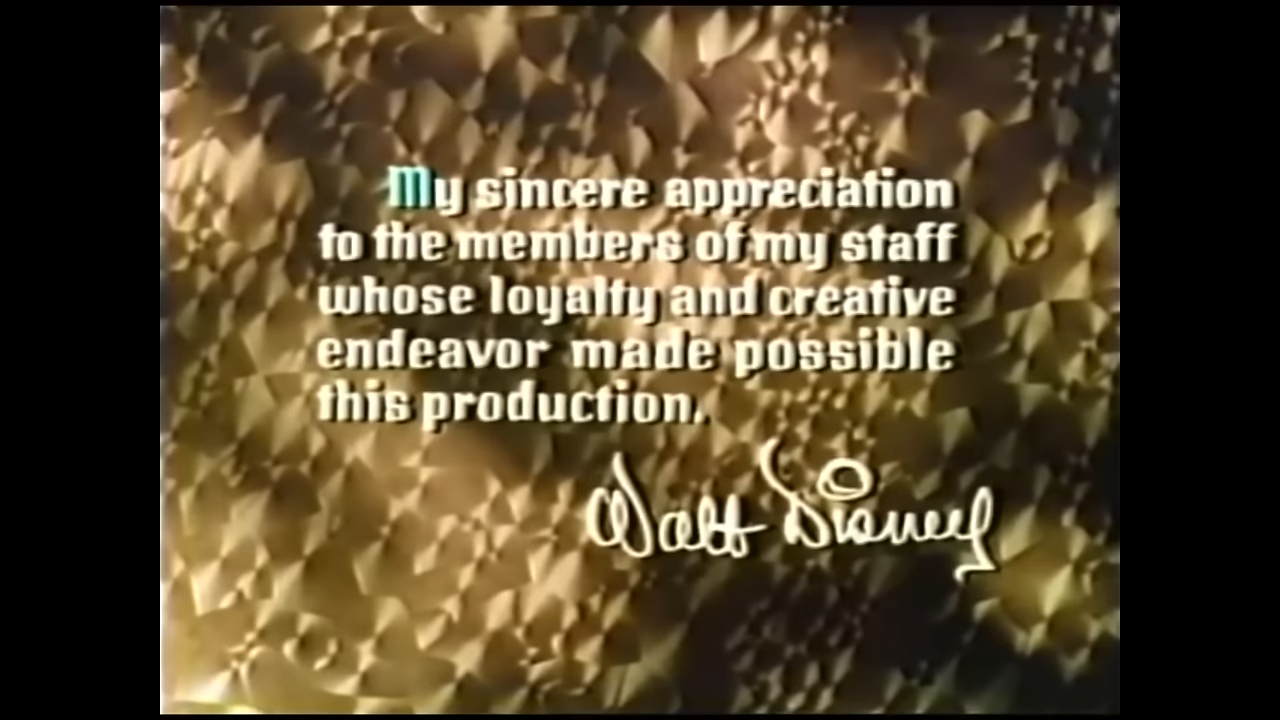 My sincere appreciation
to the members of my staff
whose loyalty and creative
endeavor made possible
this production.
Walt Disney